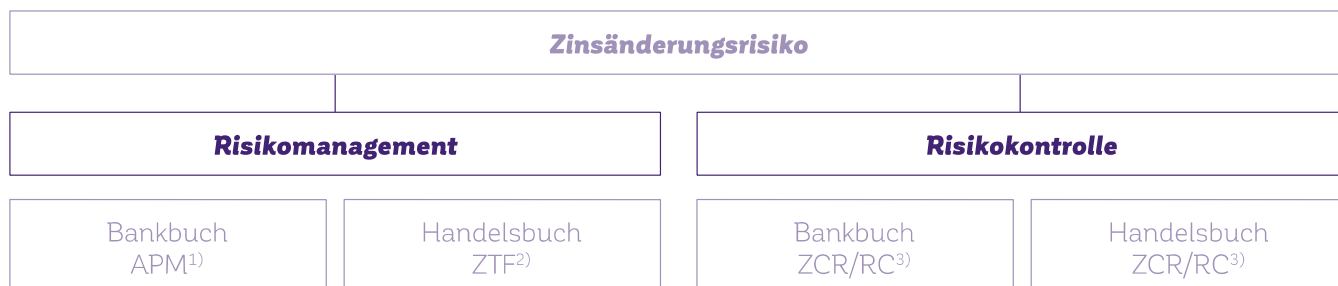 Zinsänderungsrisiko
Risikomanagement
Risikokontrolle
Bankbuch
APM1)
Handelsbuch
ZTF2)
Bankbuch
ZCR/RC3)
Handelsbuch
ZCR/RC3)